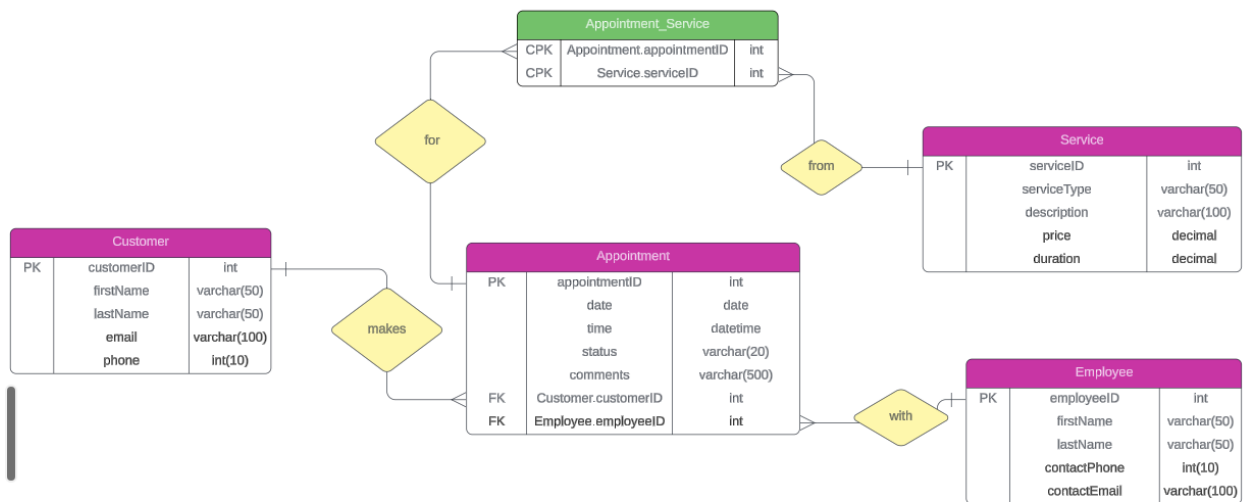 Appointment_Service
CPK Appointment.appointmentID int
CPK Service.serviceID int
for
from
Service
PK serviceID int
serviceType varchar(50)
description varchar(100)
price decimal
duration decimal
Customer
PK customerID int
firstName varchar(50)
lastName varchar(50)
email varchar(100)
phone int(10)
makes
Appointment
PK appointmentID int
date date
time datetime
status varchar(20)
comments varchar(500)
FK Customer.customerID int
FK Employee.employeeID int
with
Employee
PK employeeID int
firstName varchar(50)
lastName varchar(50)
contactPhone int(10)
contactEmail varchar(100)